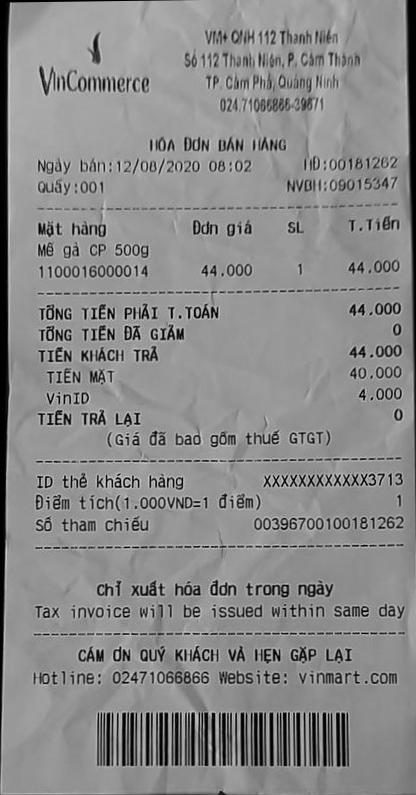 VinCommerce
VM+ QNH 112 Thanh Niên
Số 112 Thanh Niên, P. Cẩm Thành
TP. Cẩm Phả, Quảng Ninh
024.71066866-39671
HÓA ĐƠN BÁN HÀNG
Ngày bán:12/08/2020 08:02 HĐ:00181262
Quầy:001 NVBH:09015347
Mặt hàng Đơn giá SL T.Tiền
Mề gà CP 500g
1100016000014 44.000 1 44.000
TỔNG TIỀN PHẢI T.TOÁN 44.000
TỔNG TIỀN ĐÃ GIẢM 0
TIỀN KHÁCH TRẢ 44.000
TIỀN MẶT 40.000
VinID 4.000
TIỀN TRẢ LẠI 0
(Giá đã bao gồm thuế GTGT)
ID thẻ khách hàng XXXXXXXXXXXX3713
Điểm tích(1.000VND=1 điểm) 1
Số tham chiếu 00396700100181262
Chỉ xuất hóa đơn trong ngày
Tax invoice will be issued within same day
CẢM ƠN QUÝ KHÁCH VÀ HẸN GẶP LẠI
Hotline: 02471066866 Website: vinmart.com